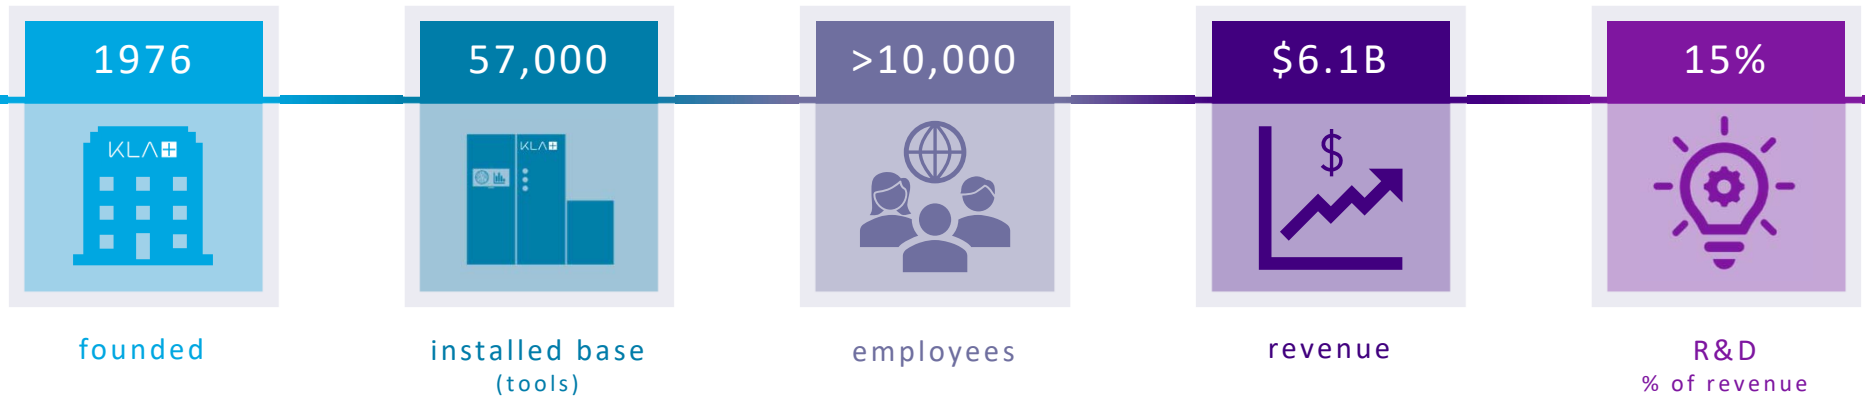 1976
57,000
>10,000
$6.1B
15%
KLA+
KLA+
$
founded
installed base
(tools)
employees
revenue
R&D
% of revenue